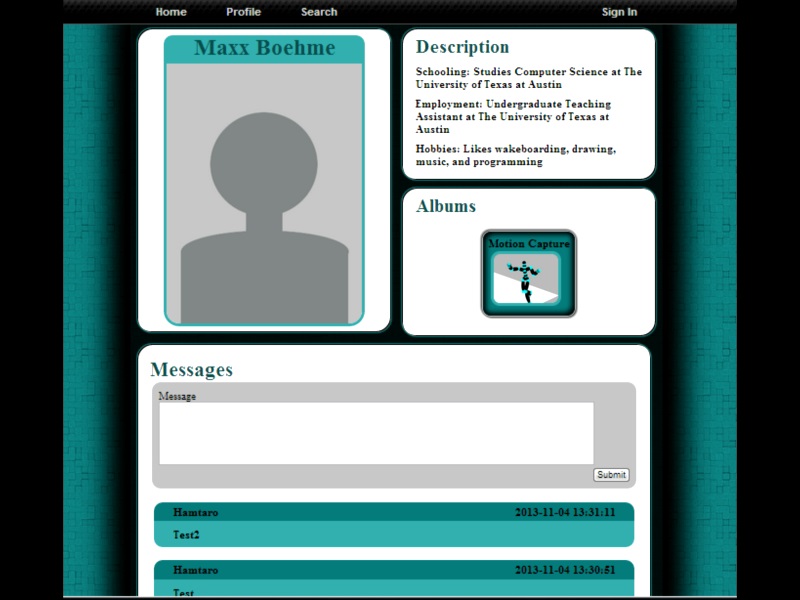 Home Profile Search Sign In
Maxx Boehme
Description
Schooling: Studies Computer Science at The
University of Texas at Austin
Employment: Undergraduate Teaching
Assistant at The University of Texas at
Austin
Hobbies: Likes wakeboarding, drawing,
music, and programming
Albums
Motion Capture
Messages
Message
Submit
Hamtaro 2013-11-04 13:31:11
Test2
Hamtaro 2013-11-04 13:30:51
Test